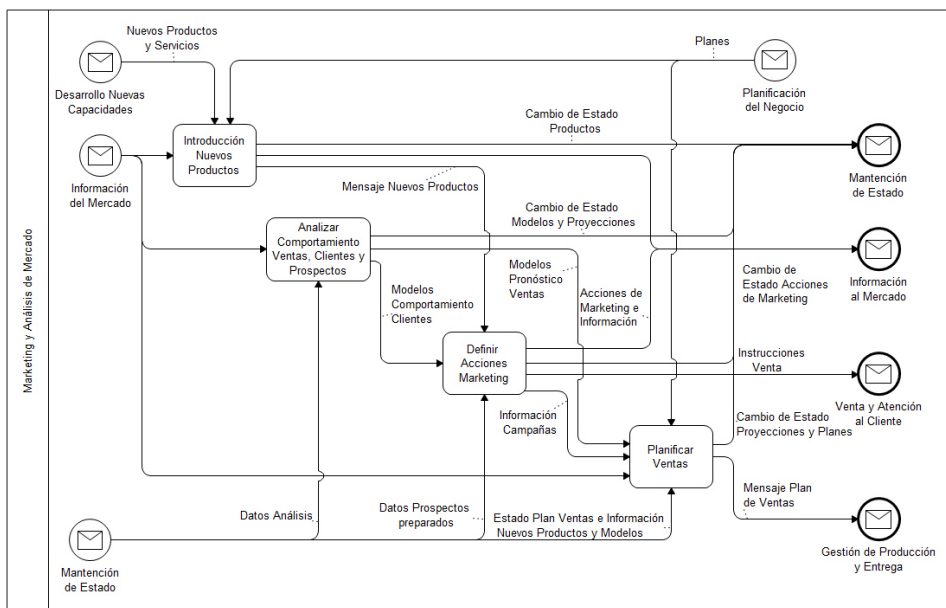 Marketing y Análisis de Mercado
Nuevos Productos
y Servicios
Planes
Desarrollo Nuevas
Capacidades
Planificación
del Negocio
Cambio de Estado
Productos
Introducción
Nuevos
Productos
Información
del Mercado
Mensaje Nuevos Productos
Mantención
de Estado
Analizar
Comportamiento
Ventas, Clientes y
Prospectos
Cambio de Estado
Modelos y Proyecciones
Modelos
Pronóstico
Ventas
Cambio de
Estado Acciones
de Marketing
Información
al Mercado
Modelos
Comportamiento
Clientes
Acciones de
Marketing e
Información
Definir
Acciones
Marketing
Instrucciones
Venta
Venta y Atención
al Cliente
Información
Campañas
Cambio de Estado
Proyecciones y Planes
Planificar
Ventas
Mensaje Plan
de Ventas
Datos Análisis
Datos Prospectos
preparados
Estado Plan Ventas e Información
Nuevos Productos y Modelos
Gestión de Producción
y Entrega
Mantención
de Estado